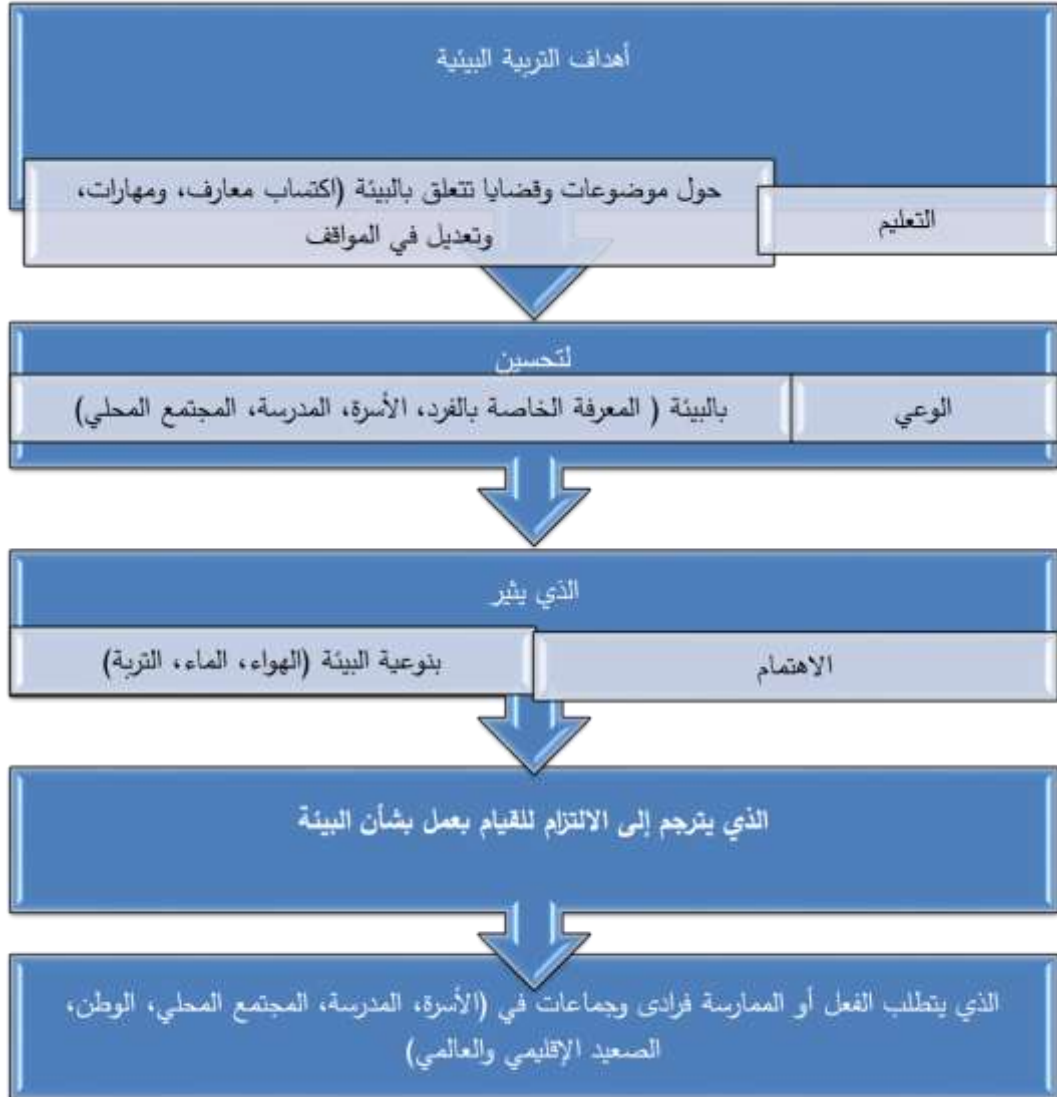 أهداف التربية البيئية
التعليم
حول موضوعات وقضايا تتعلق بالبيئة (اكتساب معارف، ومهارات،
وتعديل في المواقف
لتحسين
الوعي
بالبيئة ( المعرفة الخاصة بالفرد، الأسرة، المدرسة، المجتمع المحلي)
الذي يثير
الاهتمام
بنوعية البيئة (الهواء، الماء، التربة)
الذي يترجم إلى الالتزام للقيام بعمل بشأن البيئة
الذي يتطلب الفعل أو الممارسة فرادى وجماعات في (الأسرة، المدرسة، المجتمع المحلي، الوطن،
الصعيد الإقليمي والعالمي)